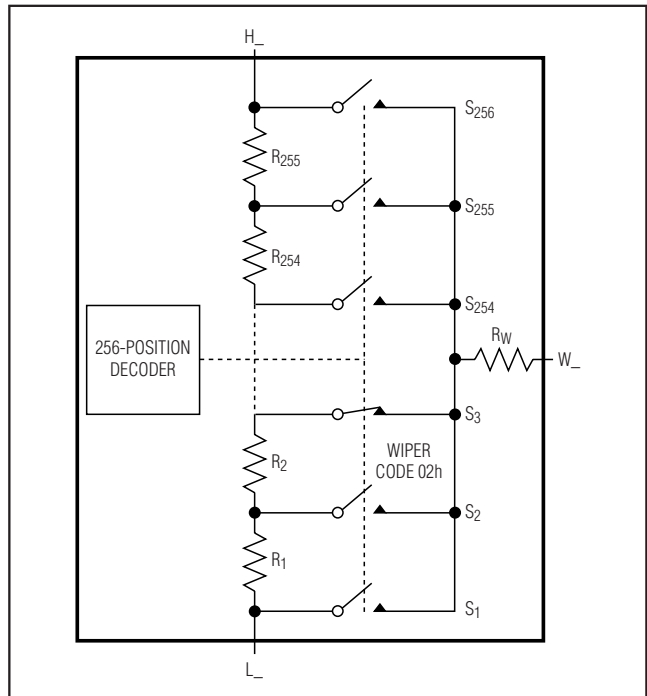 H_
S256
R255
S255
R254
S254
RW
256-POSITION
DECODER
W_
S3
WIPER
CODE 02h
R2
S2
R1
S1
L_